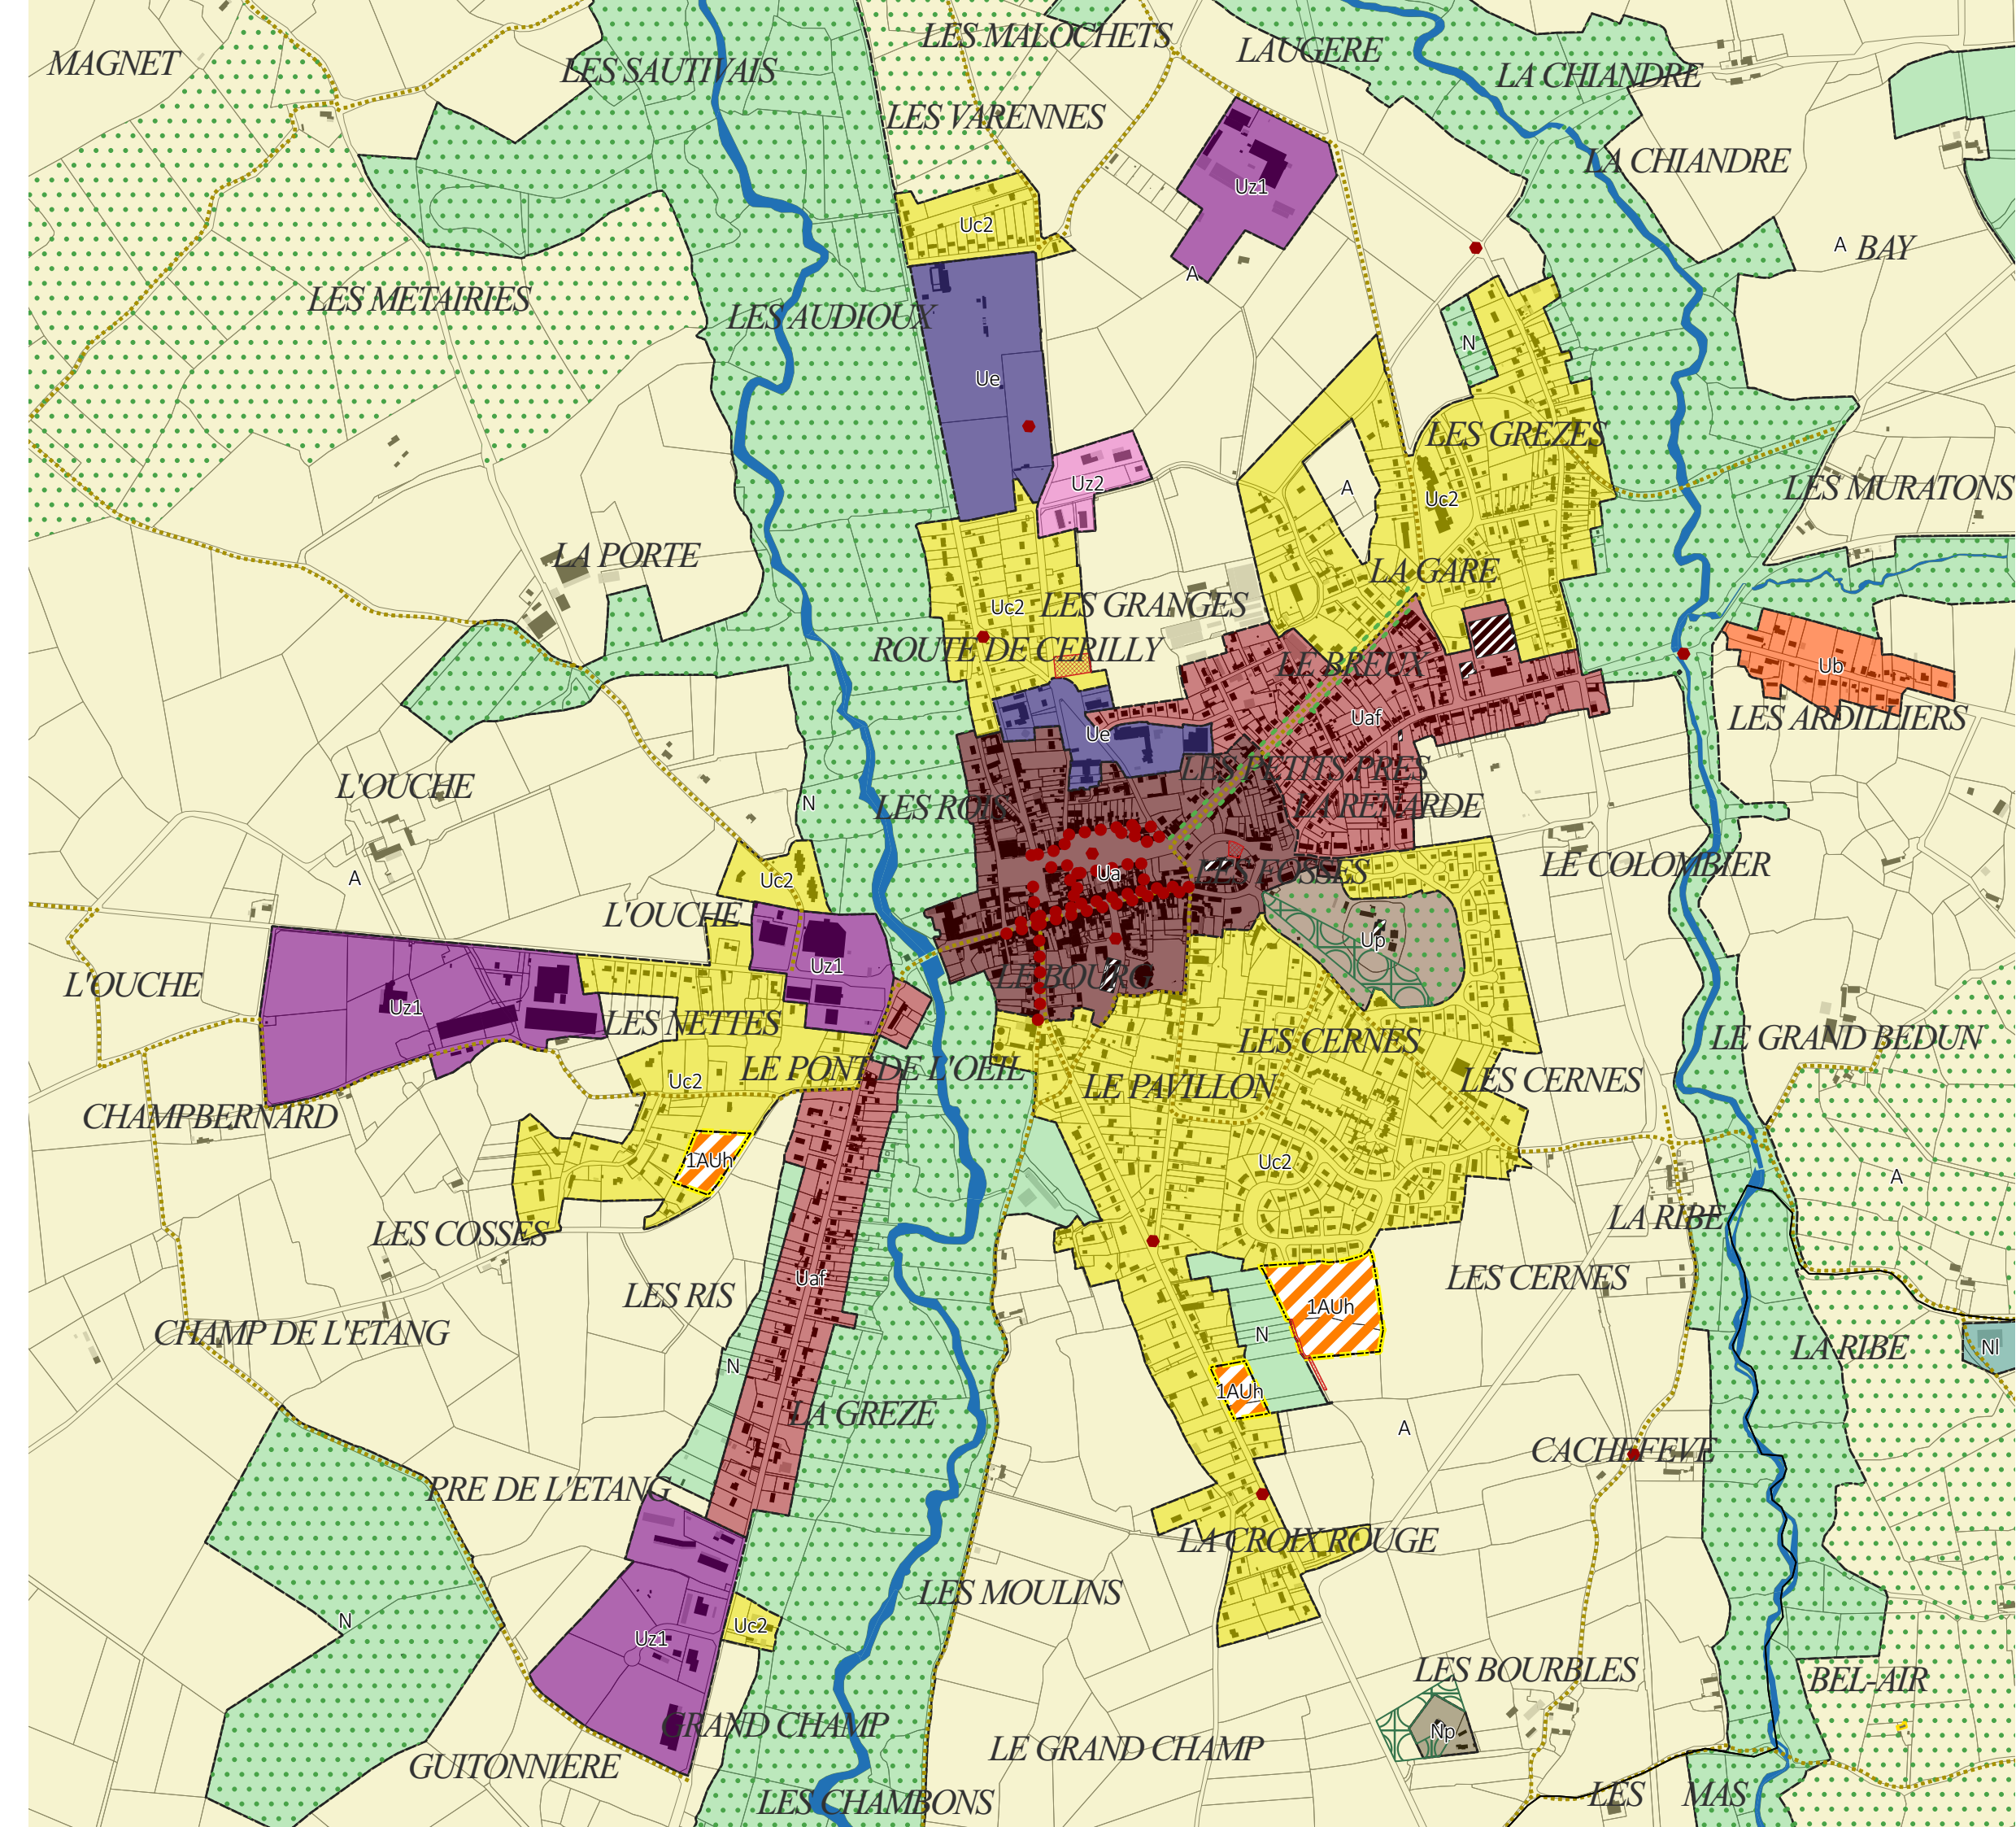 LES MALOCHETS
LAUGERE
MAGNET
LES SAUTIVAIS
LA CHIANDRE
LES VARENNES
LA CHIANDRE
Uz1
Uc2
A
BAY
A
LES METAIRIES
LES AUDIOUX
N
Ue
LES GREZES
Uz2
A
Uc2
LES MURATONS
LA PORTE
LA GARE
Uc2
LES GRANGES
ROUTE DE CERILLY
LE BREUX
Ub
Uaf
LES ARDILLIERS
Ue
LES PETITS PRES
L'OUCHE
N
LES ROIS
LA RENARDE
LE COLOMBIER
A
Uc2
Ua
LES FOSSES
L'OUCHE
Up
Uz1
L'OUCHE
LE BOURG
Uz1
LES NETTES
LES CERNES
LE GRAND BEDUN
LE PONT DE L'OEIL
Uc2
LE PAVILLON
LES CERNES
CHAMPBERNARD
1AUh
Uc2
A
LES COSSES
LA RIBE
Uaf
LES RIS
LES CERNES
1AUh
CHAMP DE L'ETANG
N
LA RIBE
Nl
N
1AUh
LA GREZE
A
CACHEFEVE
PRE DE L'ETANG
LA CROIX ROUGE
LES MOULINS
N
Uc2
Uz1
LES BOURBLES
BEL-AIR
GRAND CHAMP
Np
LE GRAND CHAMP
GUITONNIERE
LES MAS
LES CHAMBONS